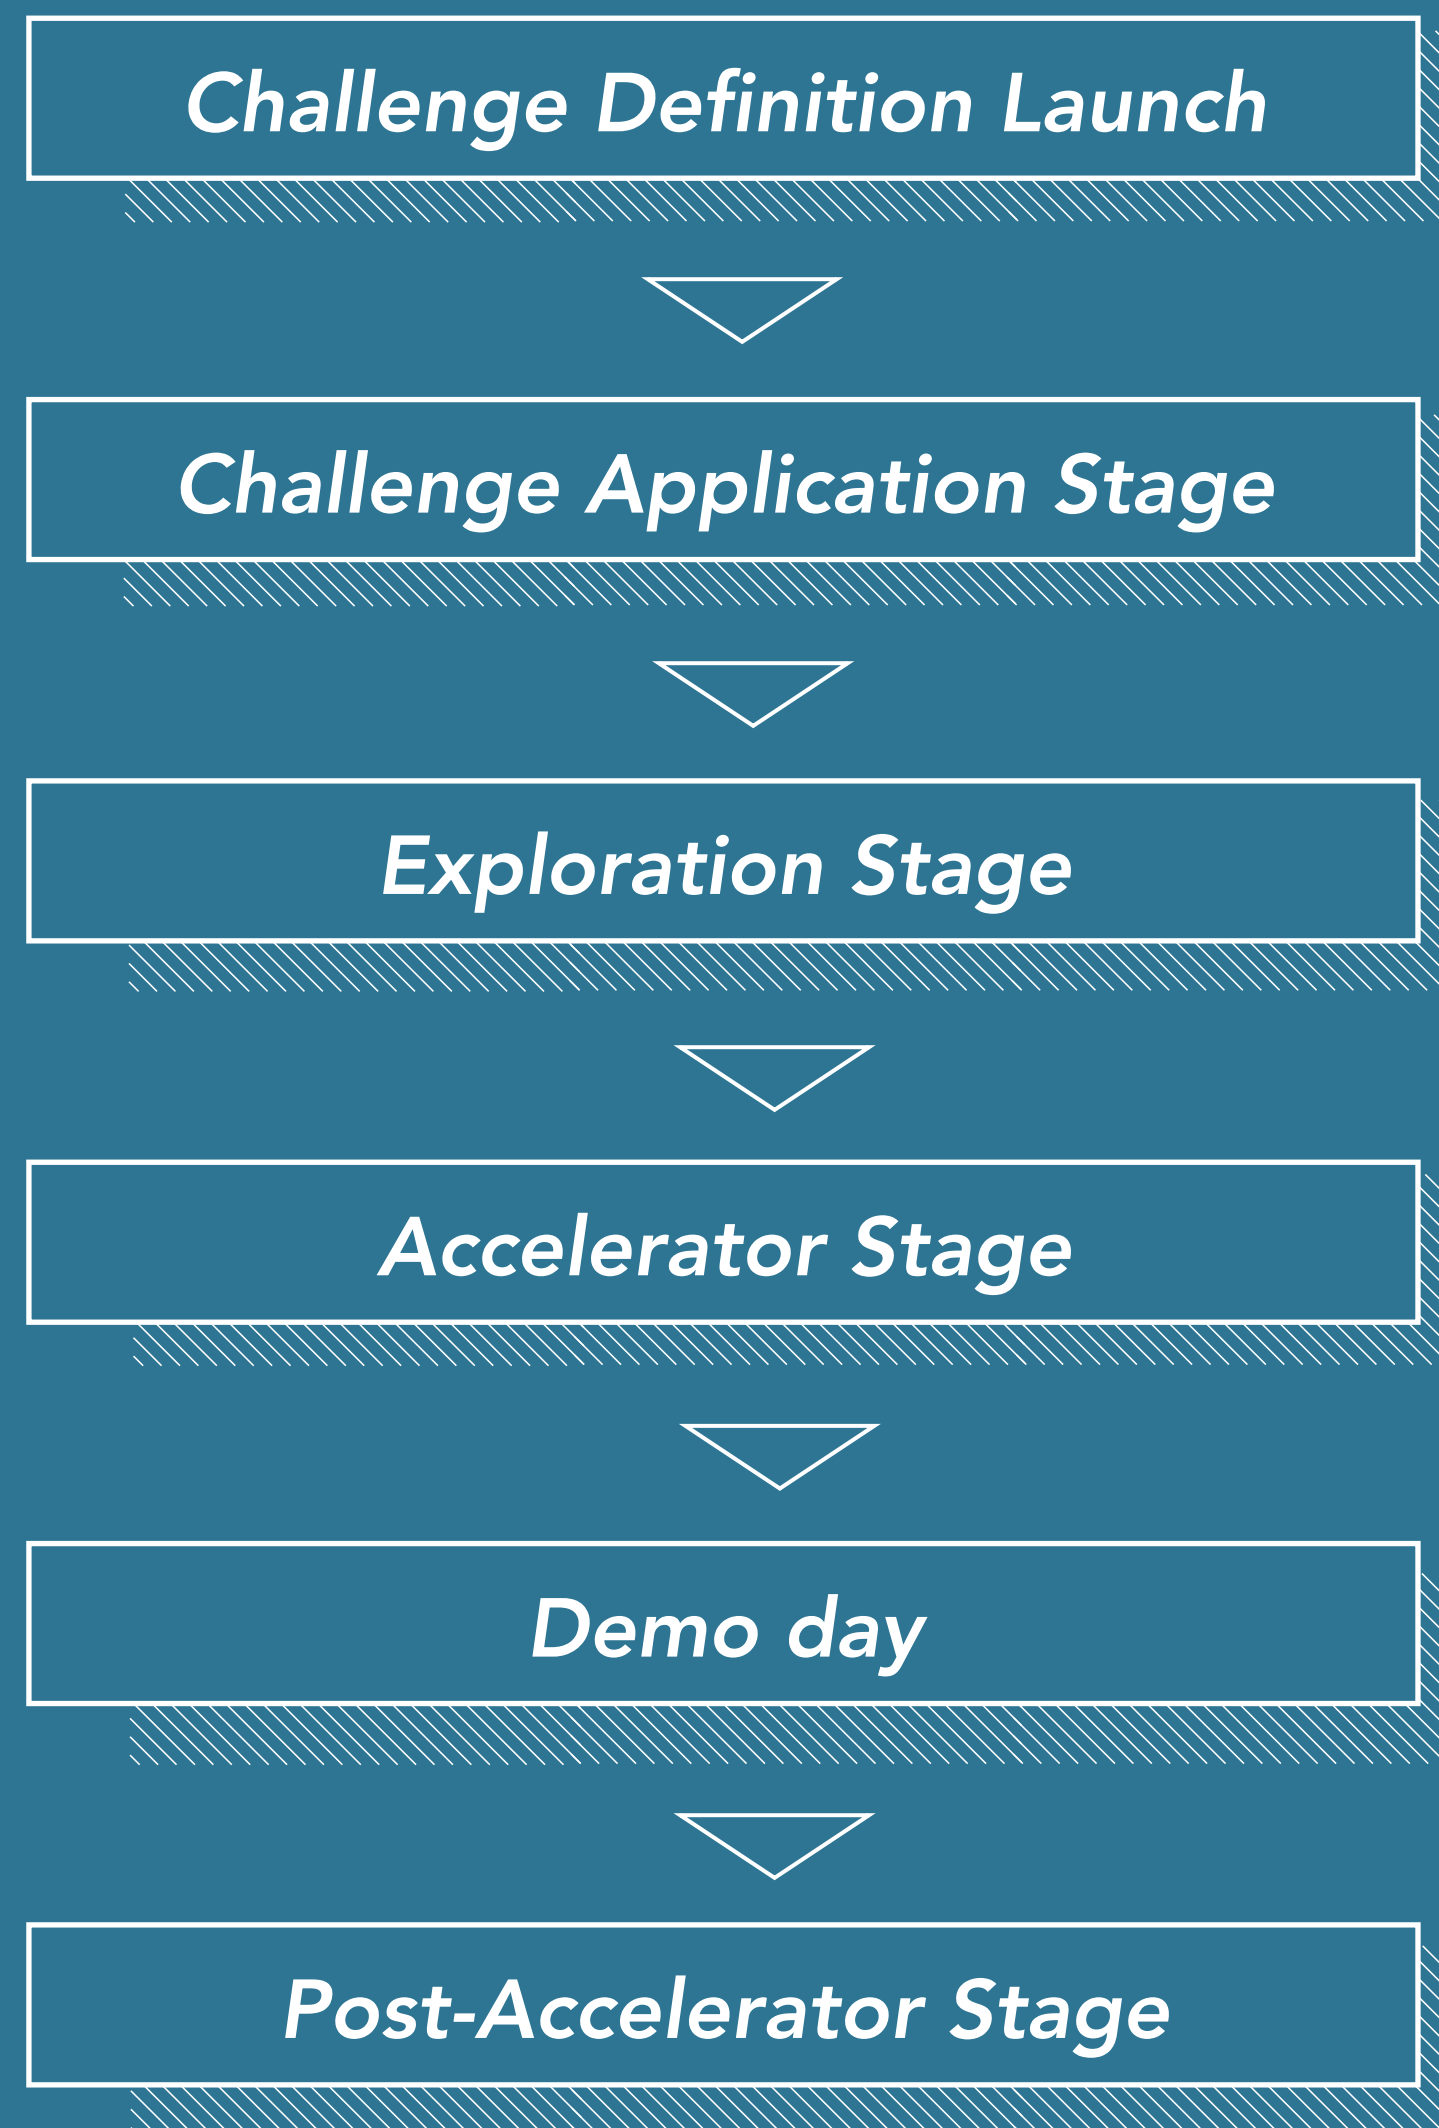 Challenge Definition Launch
Challenge Application Stage
Exploration Stage
Accelerator Stage
Demo day
Post-Accelerator Stage